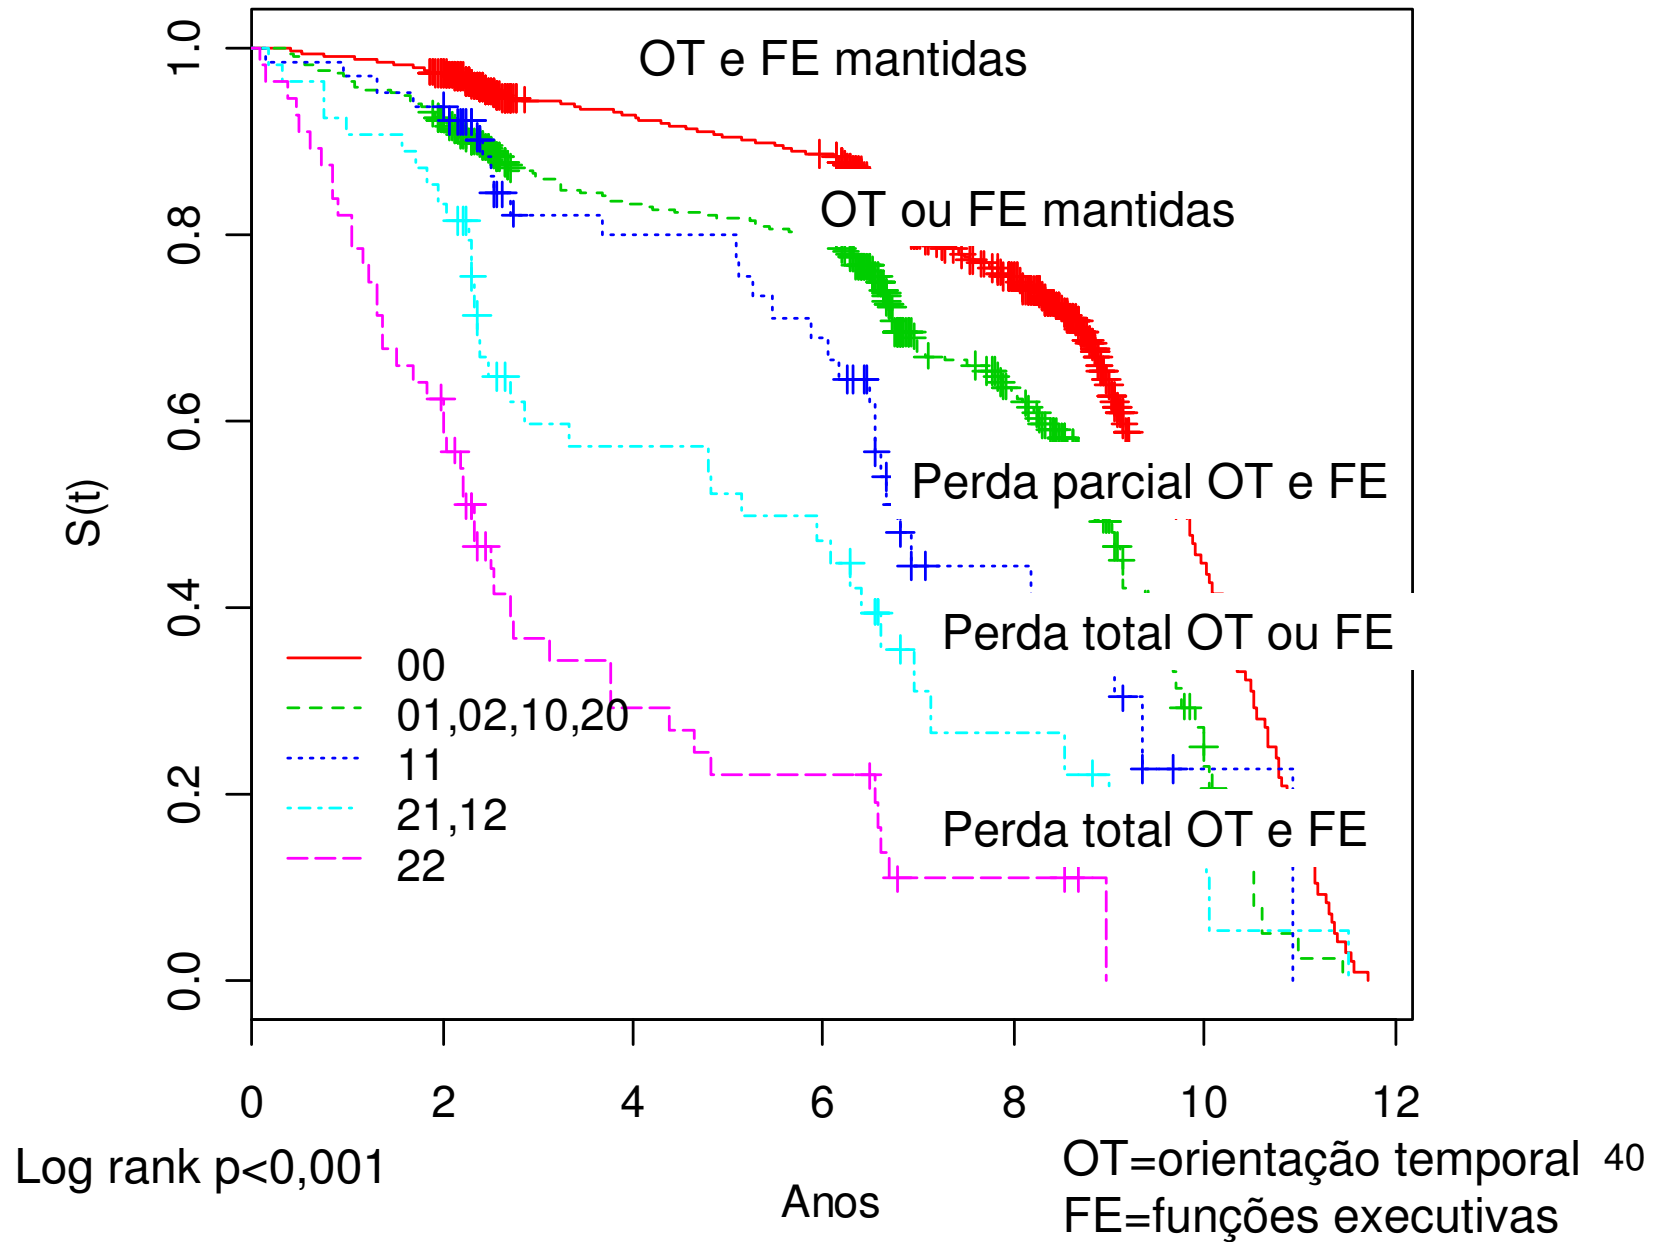 OT e FE mantidas
OT ou FE mantidas
Perda parcial OT e FE
Perda total OT ou FE
Perda total OT e FE
S(t)
1.0
0.8
0.6
0.4
0.2
0.0
00
01,02,10,20
11
21,12
22
0 2 4 6 8 10 12
Anos
Log rank p<0,001
OT=orientação temporal
FE=funções executivas
40